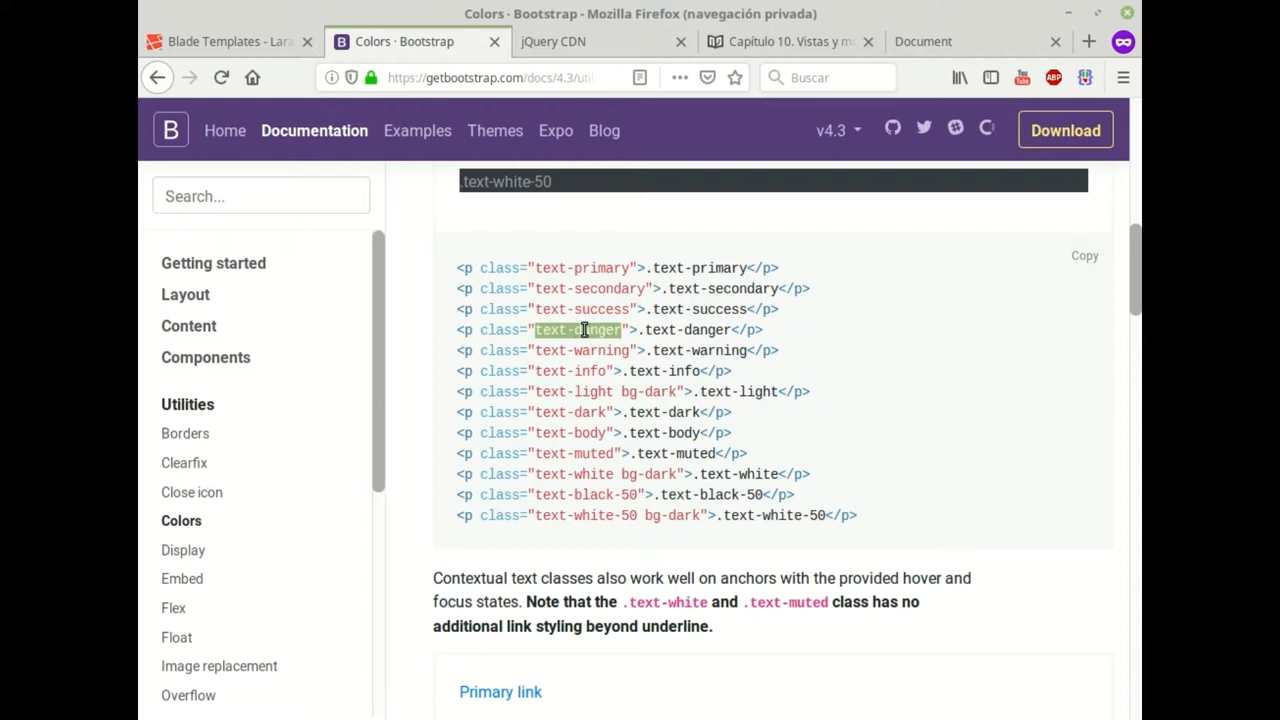 Colors · Bootstrap - Mozilla Firefox (navegación privada)
Blade Templates - Lara
Colors · Bootstrap
jQuery CDN
Capítulo 10. Vistas y m
Document
https://getbootstrap.com/docs/4.3/util
Buscar
B Home Documentation Examples Themes Expo Blog v4.3 Download
Search...
Getting started
Layout
Content
Components
Utilities
Borders
Clearfix
Close icon
Colors
Display
Embed
Flex
Float
Image replacement
Overflow
.text-white-50
Copy
<p class="text-primary">.text-primary</p>
<p class="text-secondary">.text-secondary</p>
<p class="text-success">.text-success</p>
<p class="text-danger">.text-danger</p>
<p class="text-warning">.text-warning</p>
<p class="text-info">.text-info</p>
<p class="text-light bg-dark">.text-light</p>
<p class="text-dark">.text-dark</p>
<p class="text-body">.text-body</p>
<p class="text-muted">.text-muted</p>
<p class="text-white bg-dark">.text-white</p>
<p class="text-black-50">.text-black-50</p>
<p class="text-white-50 bg-dark">.text-white-50</p>
Contextual text classes also work well on anchors with the provided hover and
focus states. Note that the .text-white and .text-muted class has no
additional link styling beyond underline.
Primary link